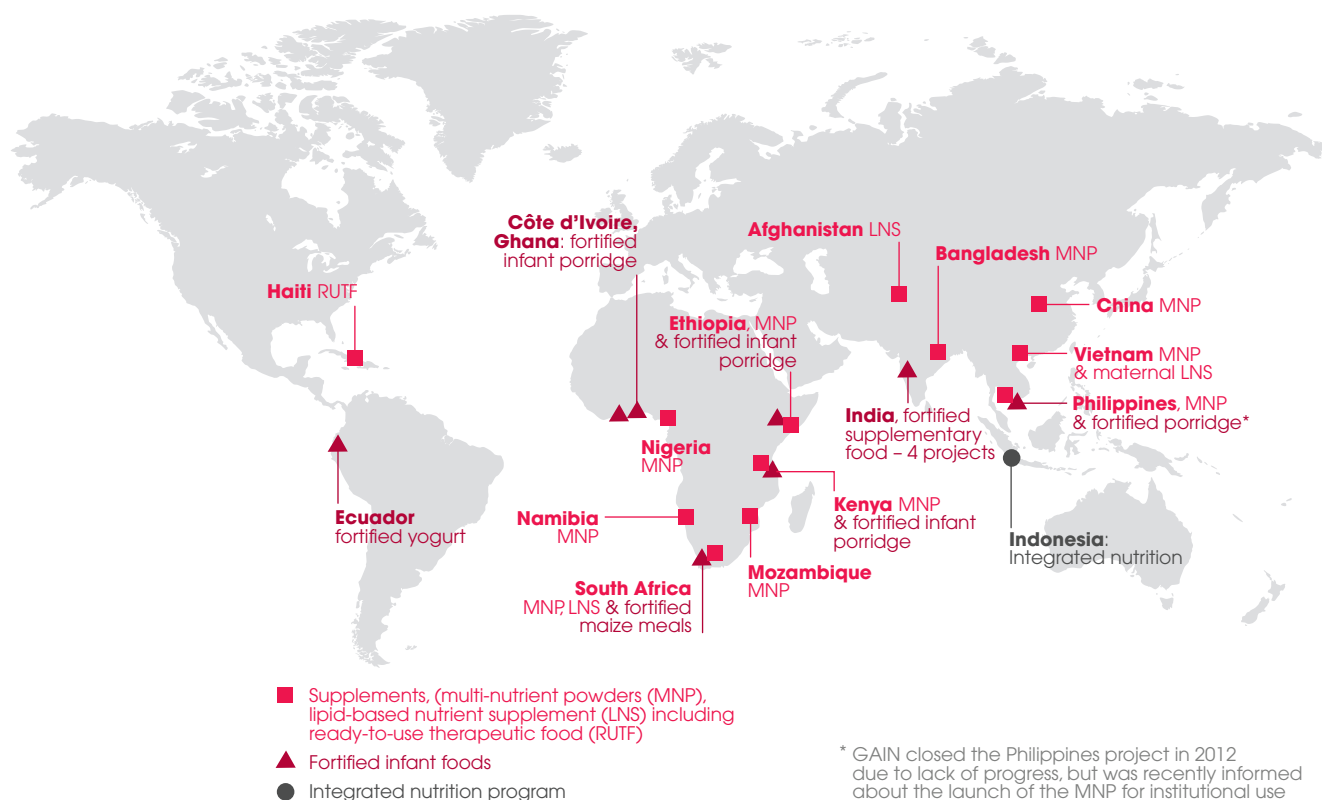 Côte d'Ivoire,
Ghana: fortified
infant porridge
Afghanistan LNS
Bangladesh MNP
Haiti RUTF
China MNP
Ethiopia, MNP
& fortified infant
porridge
Vietnam MNP
& maternal LNS
Philippines, MNP
& fortified porridge*
India, fortified
supplementary
food – 4 projects
Nigeria
MNP
Ecuador
fortified yogurt
Namibia
MNP
Kenya MNP
& fortified infant
porridge
Indonesia:
Integrated nutrition
Mozambique
MNP
South Africa
MNP, LNS & fortified
maize meals
Supplements, (multi-nutrient powders (MNP),
lipid-based nutrient supplement (LNS) including
ready-to-use therapeutic food (RUTF)
Fortified infant foods
Integrated nutrition program
* GAIN closed the Philippines project in 2012
due to lack of progress, but was recently informed
about the launch of the MNP for institutional use